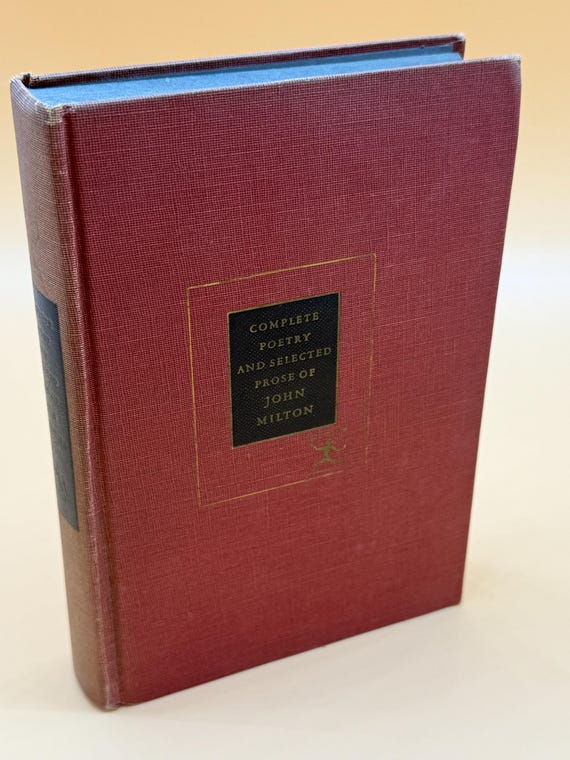 COMPLETE
POETRY
AND SELECTED
PROSE OF
JOHN
MILTON